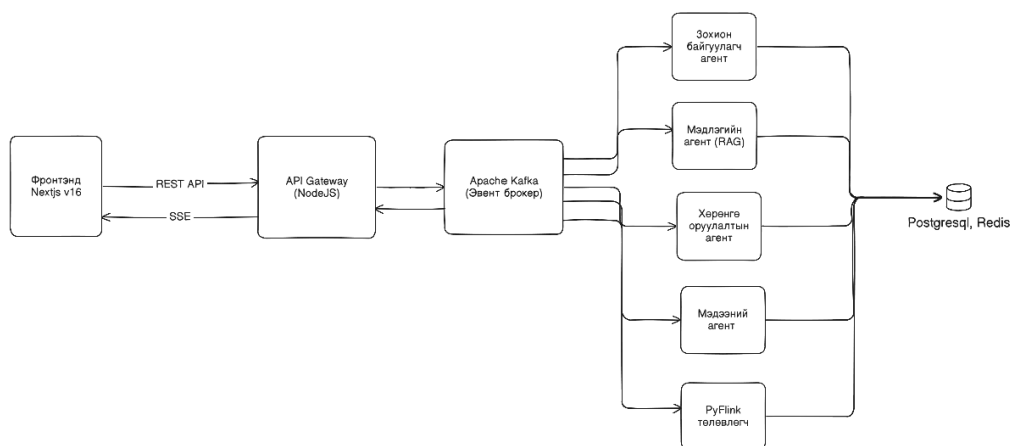 Фронтэнд
Nextjs v16
REST API
SSE
API Gateway
(NodeJS)
Apache Kafka
(Эвент брокер)
Зохион
байгуулагч
агент
Мэдлэгийн
агент (RAG)
Хөрөнгө
оруулалтын
агент
Мэдээний
агент
PyFlink
төлөвлөгч
Postgresql, Redis